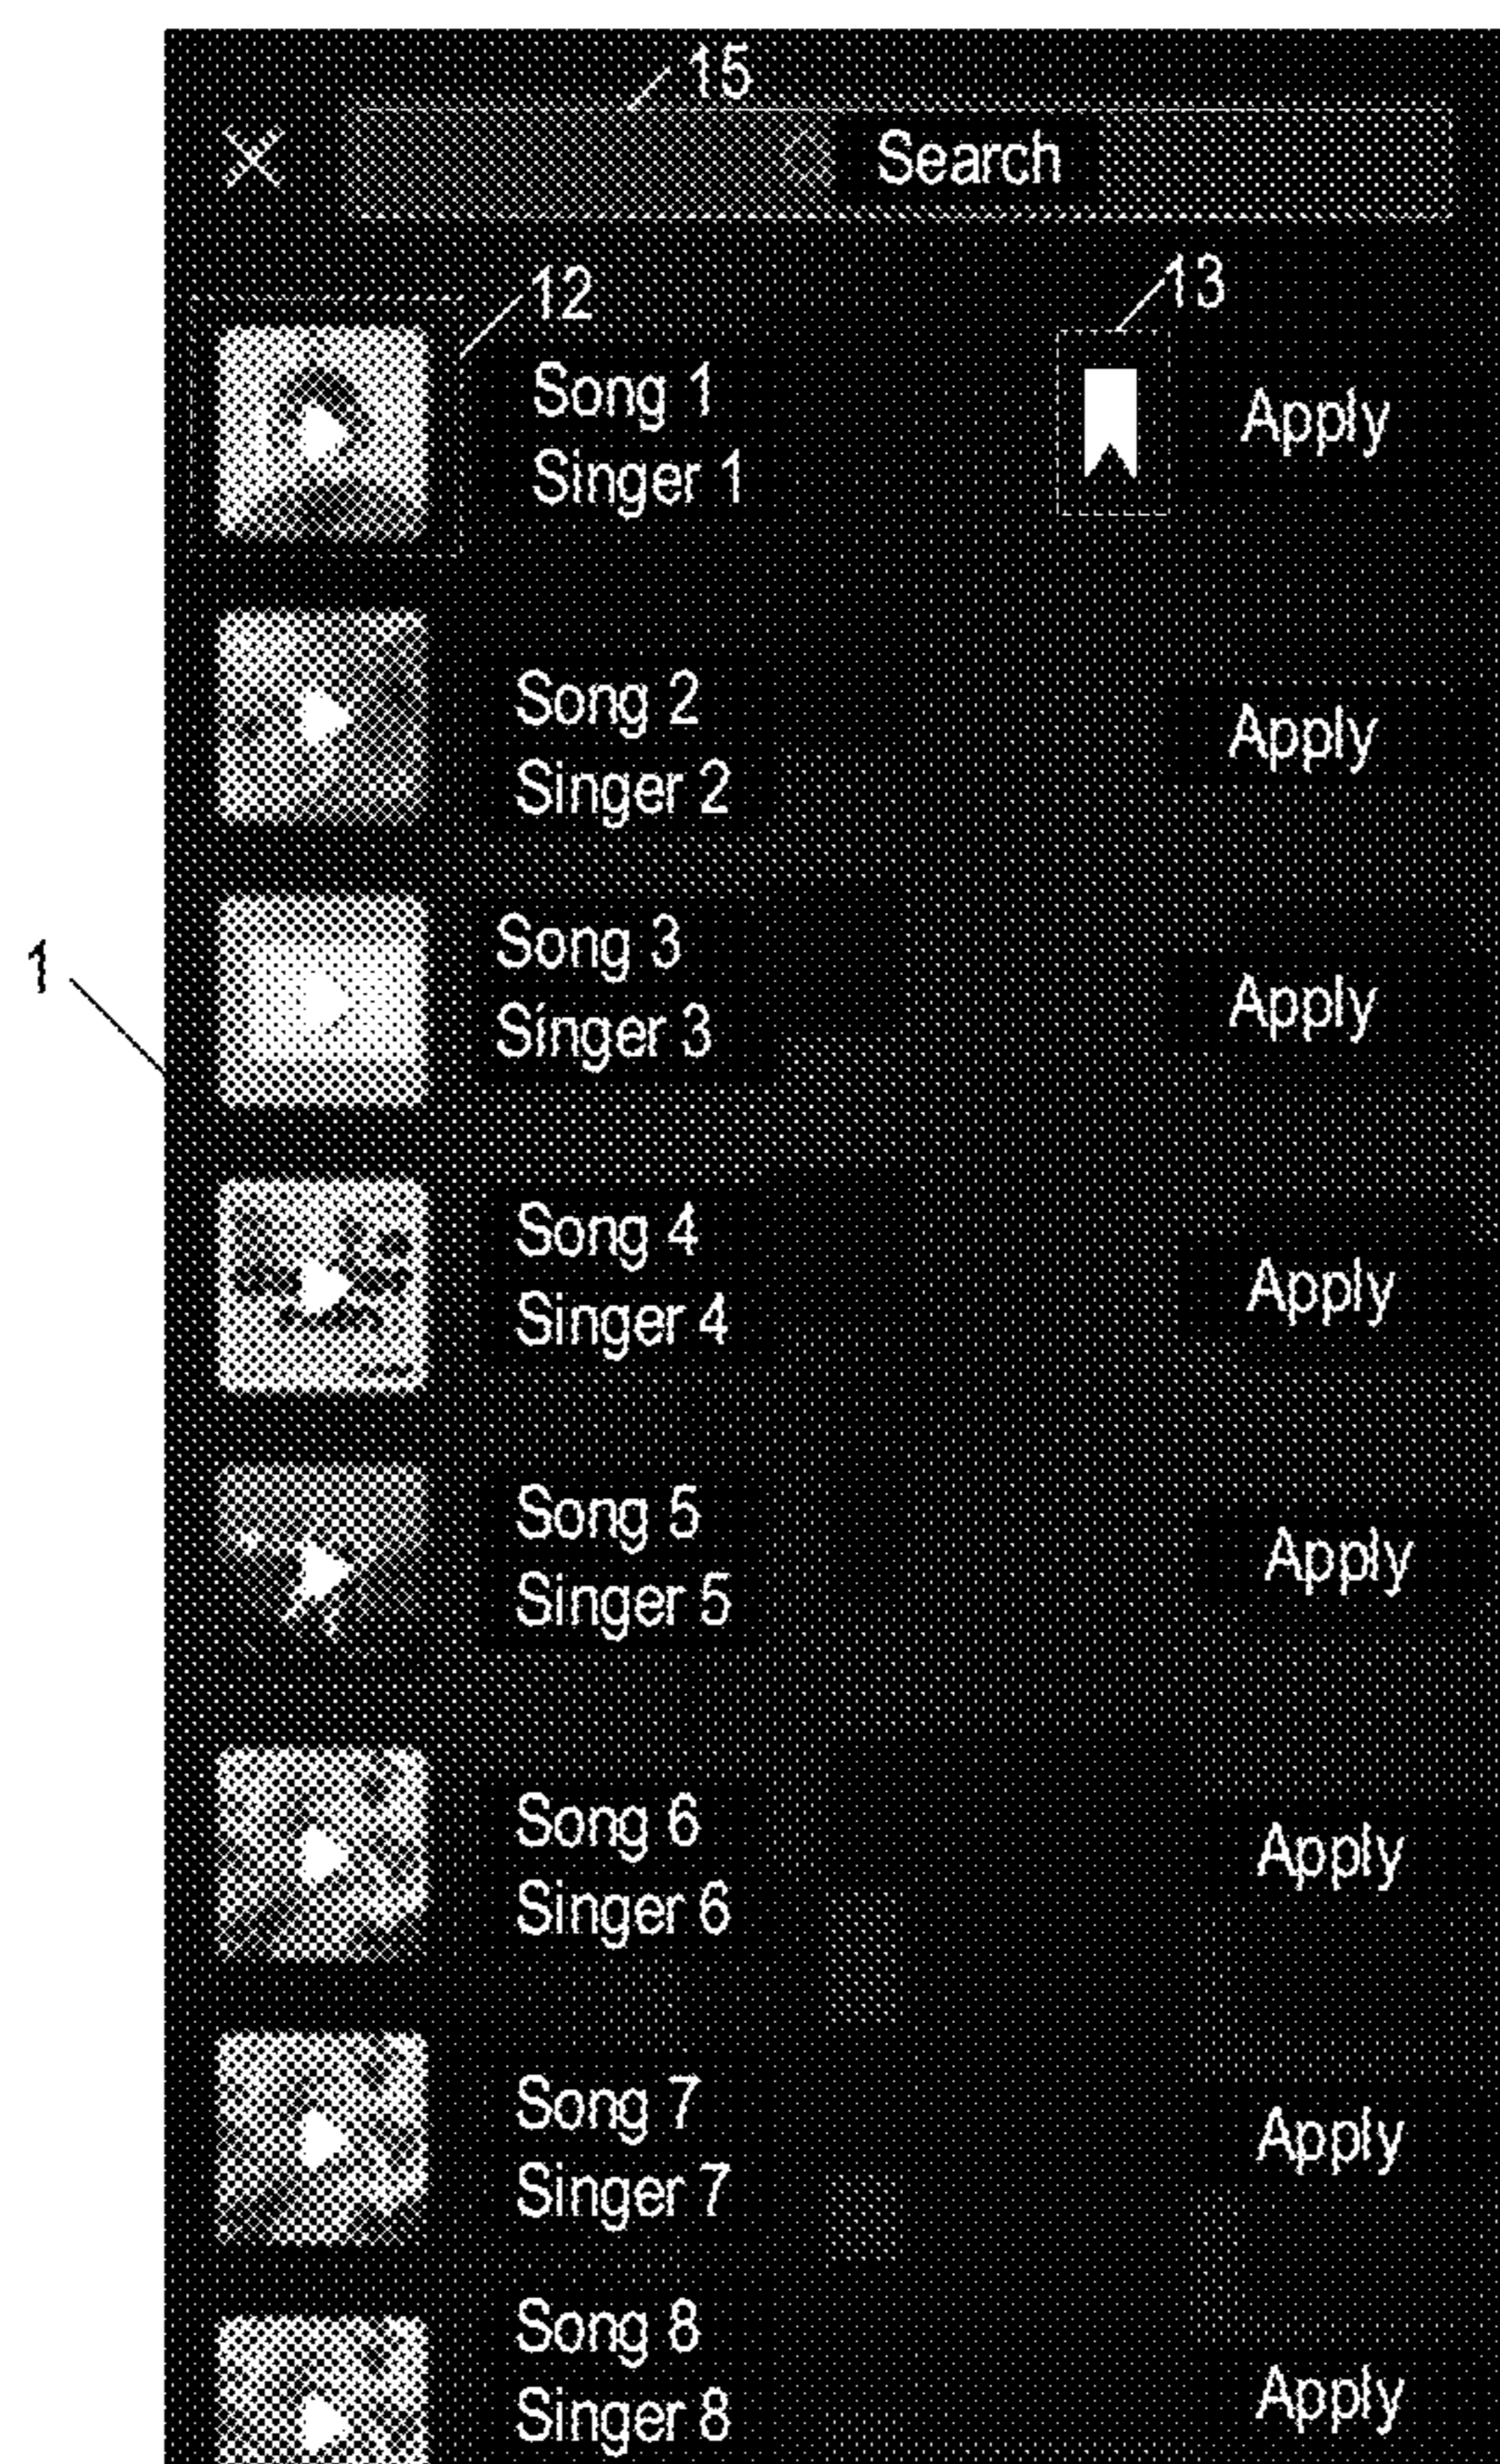 15
Search
12
13
Song 1
Singer 1
Apply
Song 2
Singer 2
Apply
1
Song 3
Singer 3
Apply
Song 4
Singer 4
Apply
Song 5
Singer 5
Apply
Song 6
Singer 6
Apply
Song 7
Singer 7
Apply
Song 8
Singer 8
Apply